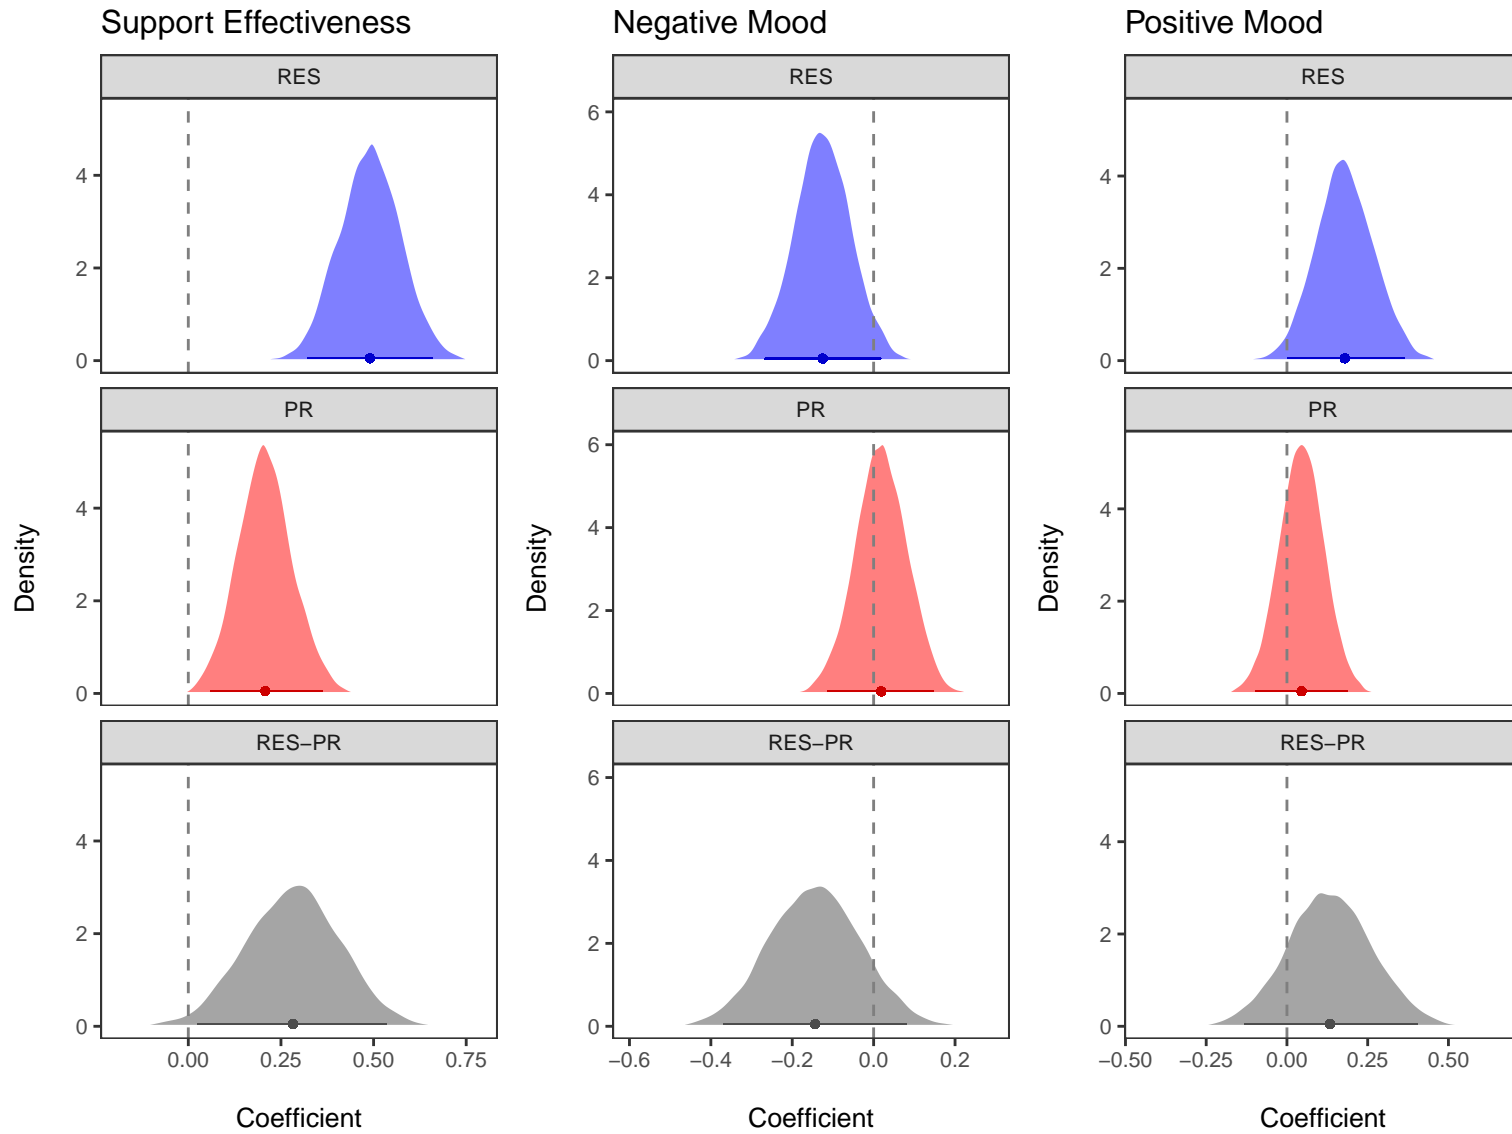 Support Effectiveness
RES
4
2
0
PR
4
2
0
RES–PR
4
2
0
0.00 0.25 0.50 0.75
Density
Coefficient
Negative Mood
RES
6
4
2
0
PR
6
4
2
0
RES–PR
6
4
2
0
−0.6 −0.4 −0.2 0.0 0.2
Density
Coefficient
Positive Mood
RES
4
2
0
PR
4
2
0
RES–PR
4
2
0
−0.50 −0.25 0.00 0.25 0.50
Density
Coefficient